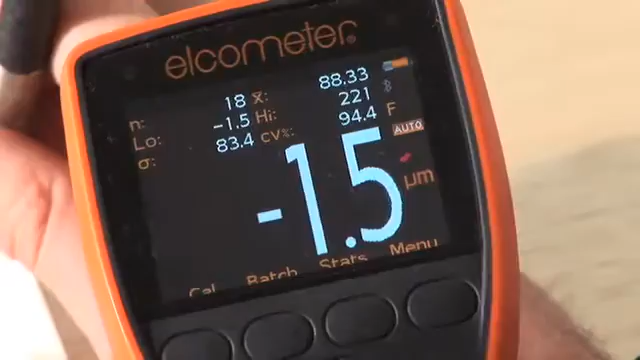 elcometer®
n: 18 x̄: 88.33
Lo: -1.5 Hi: 221
σ: 83.4 CV%: 94.4 F
AUTO
-1.5 µm
Cal Batch Stats Menu